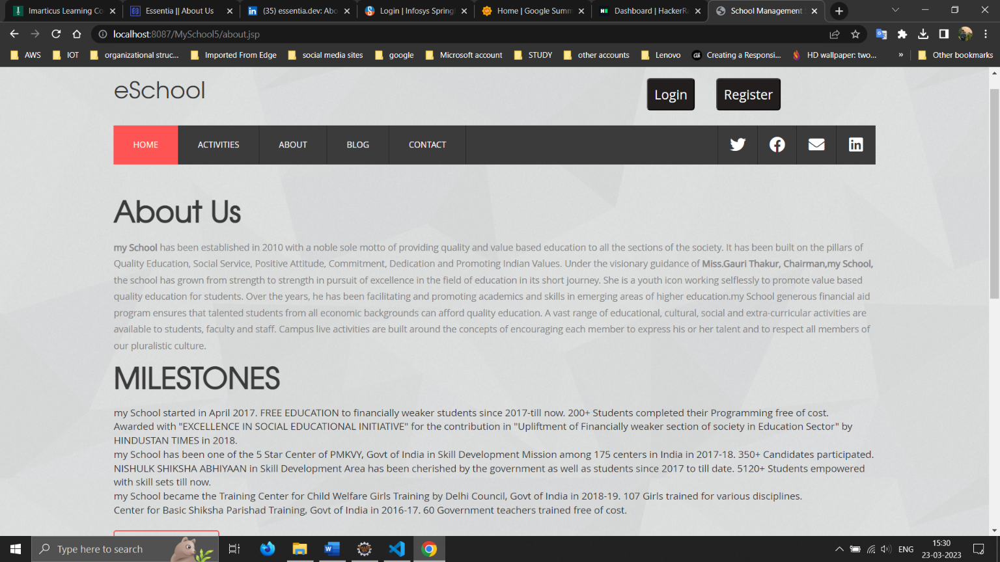 Imarticus Learning Co
Essentia || About Us
(35) essentia.dev: Abo
Login | Infosys Spring
Home | Google Summ
Dashboard | HackerRa
School Management
localhost:8087/MySchool5/about.jsp
AWS
IOT
organizational struc...
Imported From Edge
social media sites
google
Microsoft account
STUDY
other accounts
Lenovo
Creating a Responsi...
HD wallpaper: two...
»
Other bookmarks
eSchool
Login
Register
HOME
ACTIVITIES
ABOUT
BLOG
CONTACT
About Us
my School has been established in 2010 with a noble sole motto of providing quality and value based education to all the sections of the society. It has been built on the pillars of
Quality Education, Social Service, Positive Attitude, Commitment, Dedication and Promoting Indian Values. Under the visionary guidance of Miss.Gauri Thakur, Chairman,my School,
the school has grown from strength to strength in pursuit of excellence in the field of education in its short journey. She is a youth icon working selflessly to promote value based
quality education for students. Over the years, he has been facilitating and promoting academics and skills in emerging areas of higher education.my School generous financial aid
program ensures that talented students from all economic backgrounds can afford quality education. A vast range of educational, cultural, social and extra-curricular activities are
available to students, faculty and staff. Campus live activities are built around the concepts of encouraging each member to express his or her talent and to respect all members of
our pluralistic culture.
MILESTONES
my School started in April 2017. FREE EDUCATION to financially weaker students since 2017-till now. 200+ Students completed their Programming free of cost.
Awarded with "EXCELLENCE IN SOCIAL EDUCATIONAL INITIATIVE" for the contribution in "Upliftment of Financially weaker section of society in Education Sector" by
HINDUSTAN TIMES in 2018.
my School has been one of the 5 Star Center of PMKVY, Govt of India in Skill Development Mission among 175 centers in India in 2017-18. 350+ Candidates participated.
NISHULK SHIKSHA ABHIYAAN in Skill Development Area has been cherished by the government as well as students since 2017 to till date. 5120+ Students empowered
with skill sets till now.
my School became the Training Center for Child Welfare Girls Training by Delhi Council, Govt of India in 2018-19. 107 Girls trained for various disciplines.
Center for Basic Shiksha Parishad Training, Govt of India in 2016-17. 60 Government teachers trained free of cost.
Type here to search
ENG
15:30
23-03-2023